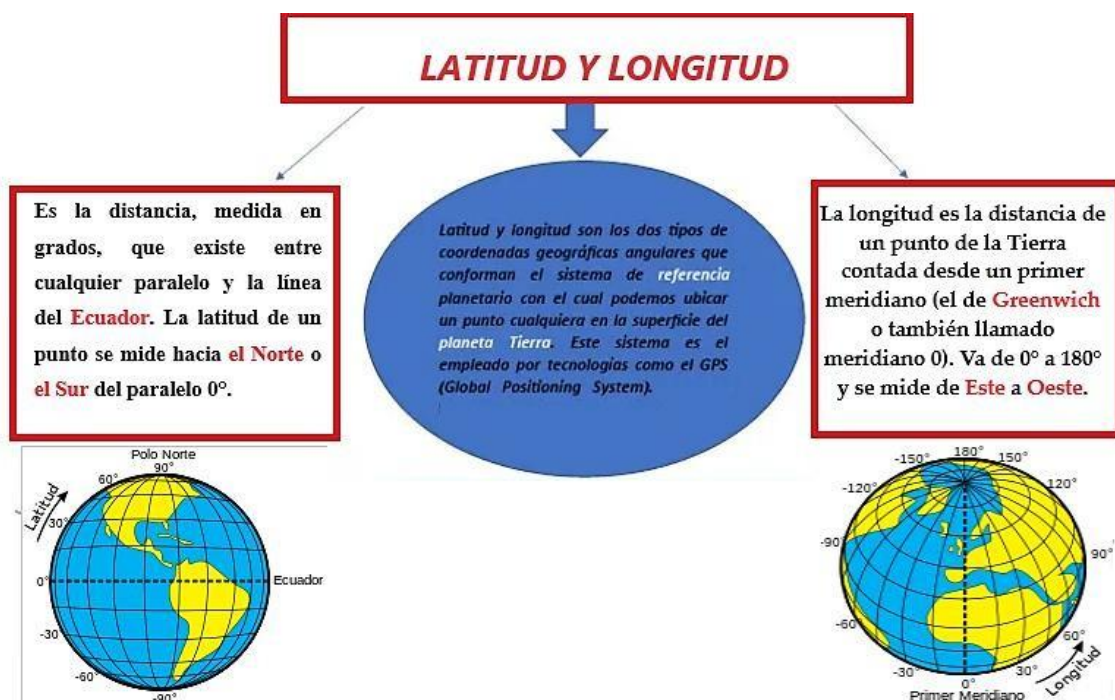 LATITUD Y LONGITUD
Es la distancia, medida en
grados, que existe entre
cualquier paralelo y la línea
del Ecuador. La latitud de un
punto se mide hacia el Norte o
el Sur del paralelo 0°.
Latitud y longitud son los dos tipos de
coordenadas geográficas angulares que
conforman el sistema de referencia
planetario con el cual podemos ubicar
un punto cualquiera en la superficie del
planeta Tierra. Este sistema es el
empleado por tecnologías como el GPS
(Global Positioning System).
La longitud es la distancia de
un punto de la Tierra
contada desde un primer
meridiano (el de Greenwich
o también llamado
meridiano 0). Va de 0° a 180°
y se mide de Este a Oeste.
Polo Norte
90°
60°
Latitud
30°
0°
Ecuador
-30
-60°
-90°
180°
-150°
150°
-120°
120°
-90°
90°
-60
60°
-30°
30°
0°
Longitud
Primer Meridiano